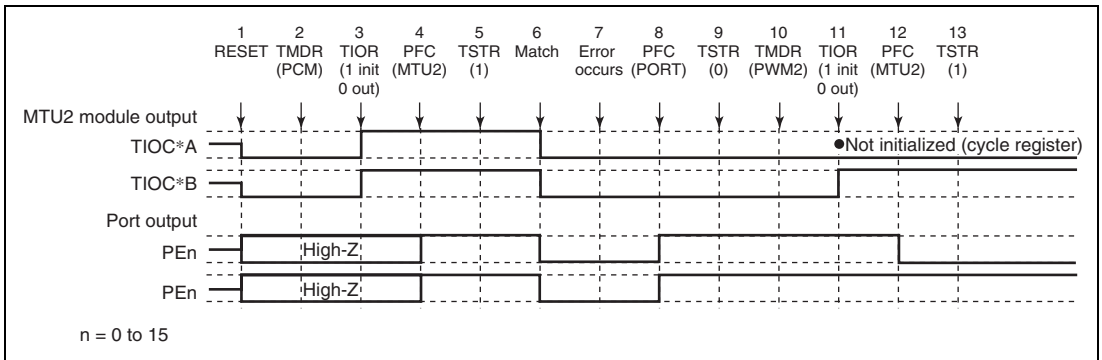 1 2 3 4 5 6 7 8 9 10 11 12 13
RESET TMDR TIOR PFC TSTR Match Error PFC TSTR TMDR TIOR PFC TSTR
(PCM) (1 init (MTU2) (1) occurs (PORT) (0) (PWM2) (1 init (MTU2) (1)
0 out) 0 out)
MTU2 module output
TIOC*A ●Not initialized (cycle register)
TIOC*B
Port output
PEn High-Z
PEn High-Z
n = 0 to 15